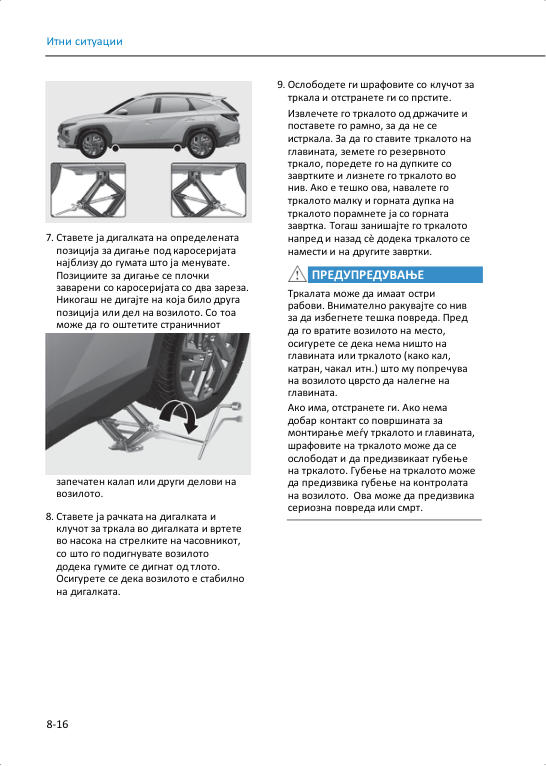 Итни ситуации
7. Ставете ја дигалката на определената
позиција за дигање под каросеријата
најблизу до гумата што ја менувате.
Позициите за дигање се плочки
заварени со каросеријата со два зареза.
Никогаш не дигајте на која било друга
позиција или дел на возилото. Со тоа
може да го оштетите страничниот
запечатен калап или други делови на
возилото.
8. Ставете ја рачката на дигалката и
клучот за тркала во дигалката и вртете
во насока на стрелките на часовникот,
со што го подигнувате возилото
додека гумите се дигнат од тлото.
Осигурете се дека возилото е стабилно
на дигалката.
9. Ослободете ги шрафовите со клучот за
тркала и отстранете ги со прстите.
Извлечете го тркалото од држачите и
поставете го рамно, за да не се
истркала. За да го ставите тркалото на
главината, земете го резервното
тркало, поредете го на дупките со
завртките и лизнете го тркалото во
нив. Ако е тешко ова, навалете го
тркалото малку и горната дупка на
тркалото порамнете ја со горната
завртка. Тогаш занишајте го тркалото
напред и назад сè додека тркалото се
намести и на другите завртки.
ПРЕДУПРЕДУВАЊЕ
Тркалата може да имаат остри
рабови. Внимателно ракувајте со нив
за да избегнете тешка повреда. Пред
да го вратите возилото на место,
осигурете се дека нема ништо на
главината или тркалото (како кал,
катран, чакал итн.) што му попречува
на возилото цврсто да налегне на
главината.
Ако има, отстранете ги. Ако нема
добар контакт со површината за
монтирање меѓу тркалото и главината,
шрафовите на тркалото може да се
ослободат и да предизвикаат губење
на тркалото. Губење на тркалото може
да предизвика губење на контролата
на возилото. Ова може да предизвика
сериозна повреда или смрт.
8-16